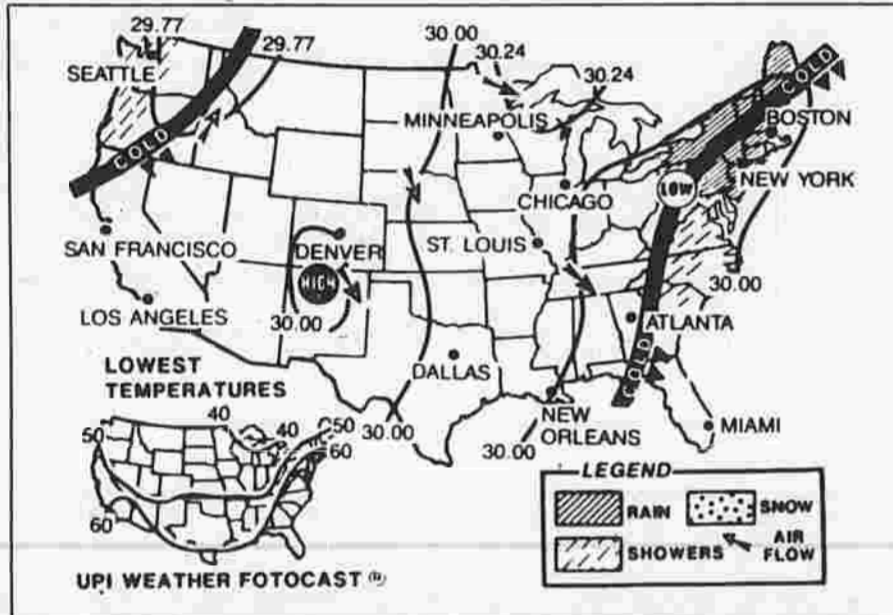 29.77
29.77
30.00
30.24
30.24
SEATTLE
COLD
COLD
MINNEAPOLIS
BOSTON
LOW
NEW YORK
CHICAGO
SAN FRANCISCO
DENVER
ST. LOUIS
HIGH
30.00
LOS ANGELES
30.00
ATLANTA
LOWEST
TEMPERATURES
DALLAS
COLD
NEW
ORLEANS
MIAMI
30.00
30.00
40
50
40
50
60
60
LEGEND
RAIN
SNOW
SHOWERS
AIR
FLOW
UPI WEATHER FOTOCAST ®